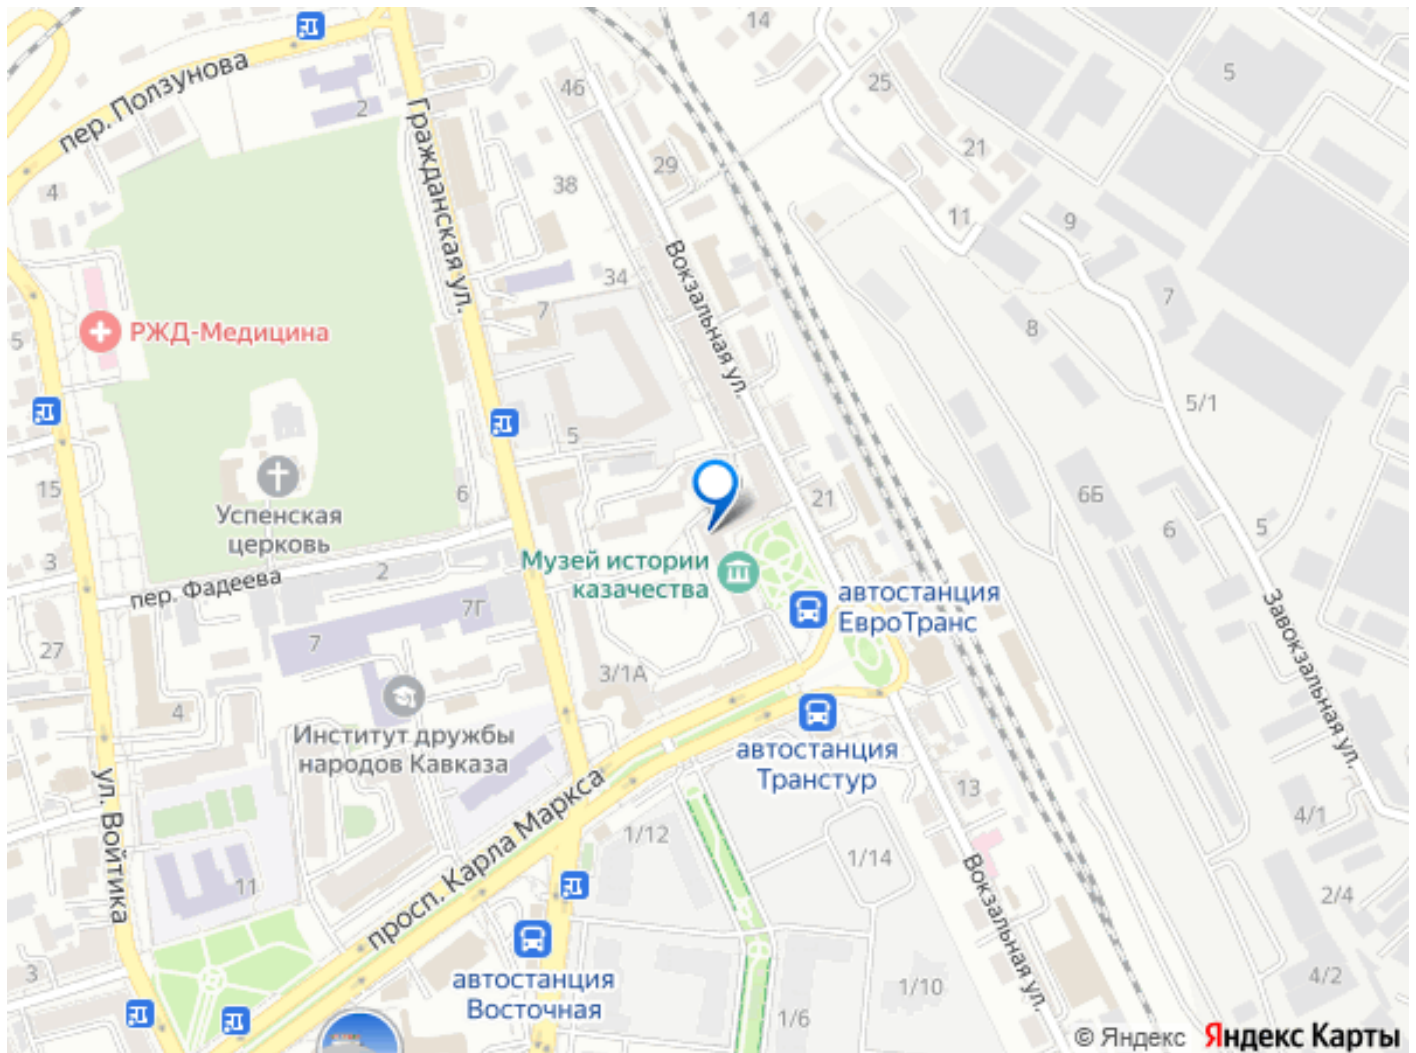 14
пер. Ползунова
2
4б
25
5
Гражданская ул.
29
21
4
38
11
9
Вокзальная ул.
34
7
7
8
РЖД-Медицина
5
5/1
5
15
6
21
6Б
Успенская
церковь
6
5
Музей истории
казачества
3
пер. Фадеева
2
автостанция
ЕвроТранс
7Г
7
27
3/1А
Завокзальная ул.
4
Институт дружбы
народов Кавказа
автостанция
Транстур
13
ул. Войтика
просп. Карла Маркса
1/12
1/14
4/1
11
Вокзальная ул.
2/4
3
автостанция
Восточная
1/10
4/2
1/6
© Яндекс Яндекс Карты